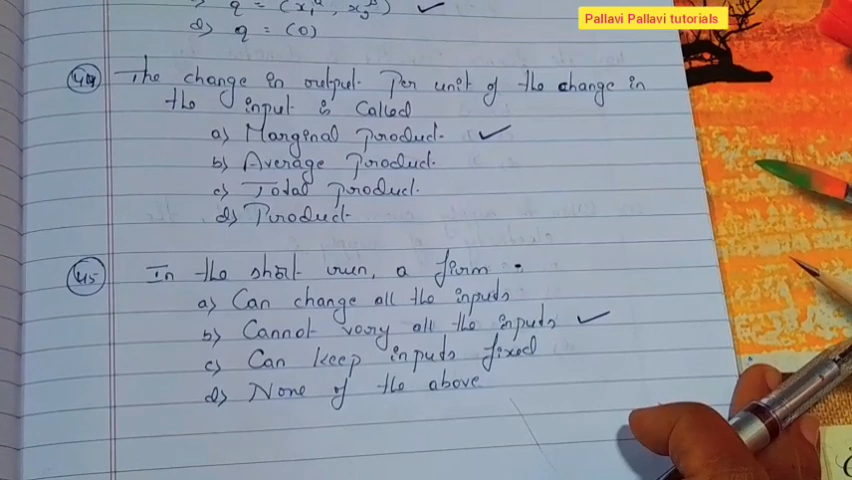 q = (x₁ᵅ, x₂ᵝ) ✓
Pallavi Pallavi tutorials
d) q = (0)
44 The change in output Per unit of the change in
the input is Called
a) Marginal Product ✓
b) Average Product
c) Total Product
d) Product
45 In the short run, a firm
a) Can change all the inputs
b) Cannot vary all the inputs ✓
c) Can keep inputs fixed
d) None of the above